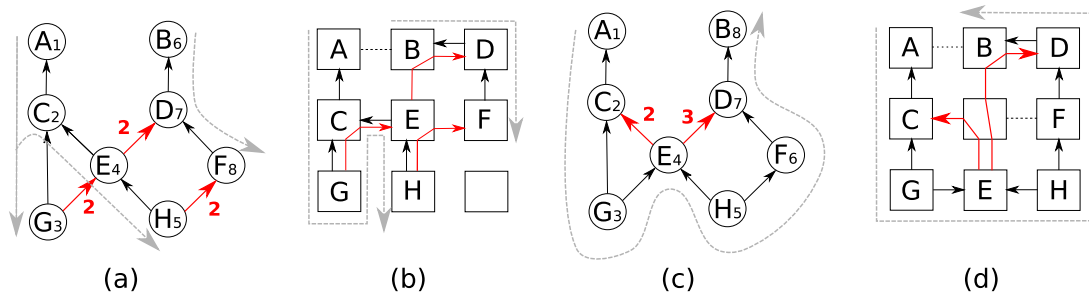 A1 B6
C2 D7
2
E4 F8
2 2
G3 H5
(a)
A B D
C E F
G H
(b)
A1 B8
C2 D7
2 3
E4 F6
G3 H5
(c)
A B D
C F
G E H
(d)